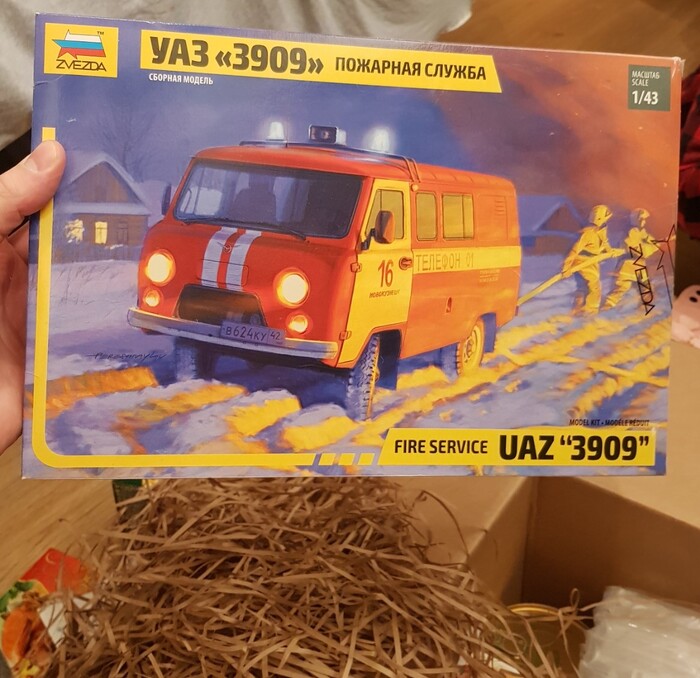 ZVEZDA
™
УАЗ «3909» ПОЖАРНАЯ СЛУЖБА
СБОРНАЯ МОДЕЛЬ
МАСШТАБ
SCALE
1/43
16
ТЕЛЕФОН 01
В624КУ 42
ZVEZDA
MODEL KIT • MODÈLE RÉDUIT
FIRE SERVICE UAZ “3909”